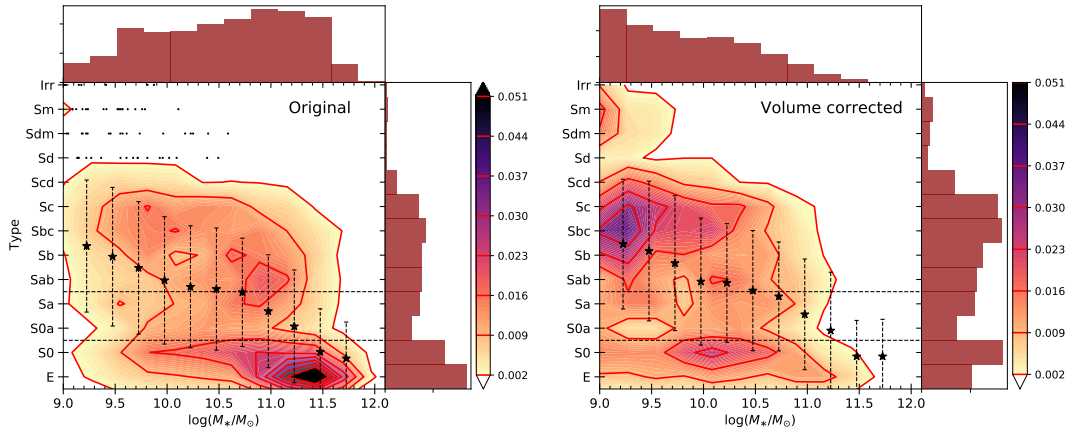 Original
Type
Irr
Sm
Sdm
Sd
Scd
Sc
Sbc
Sb
Sab
Sa
S0a
S0
E
9.0 9.5 10.0 10.5 11.0 11.5 12.0
log(M*/M⊙)
0.051
0.044
0.037
0.030
0.023
0.016
0.009
0.002
Volume corrected
Irr
Sm
Sdm
Sd
Scd
Sc
Sbc
Sb
Sab
Sa
S0a
S0
E
9.0 9.5 10.0 10.5 11.0 11.5 12.0
log(M*/M⊙)
0.051
0.044
0.037
0.030
0.023
0.016
0.009
0.002